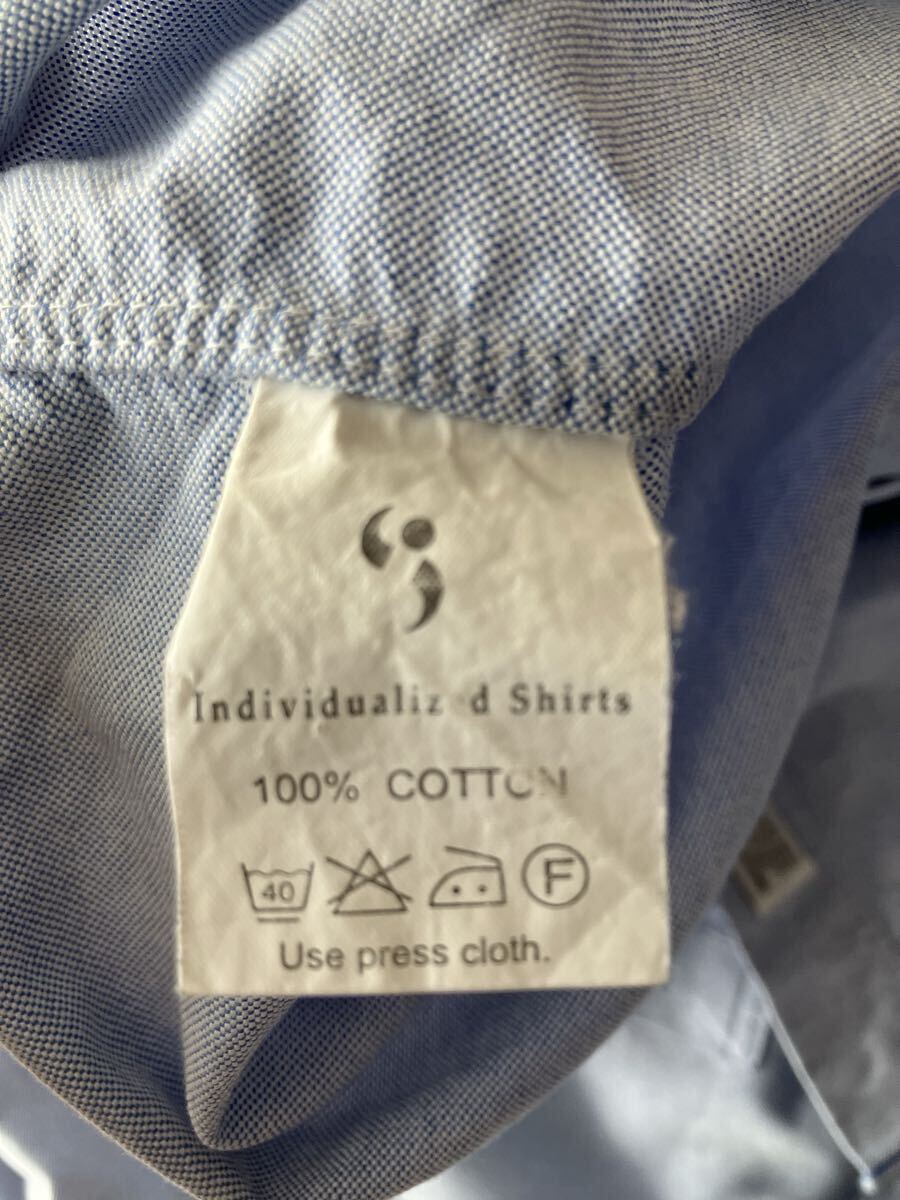 Individualiz d Shirts
100% COTTON
40 F
Use press cloth.